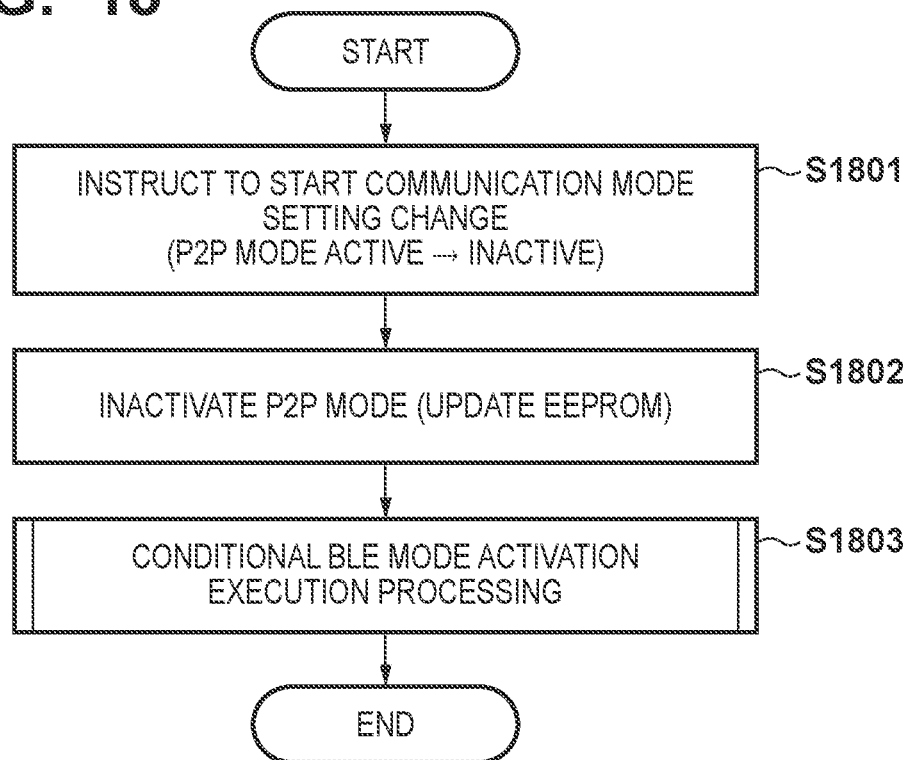 START
INSTRUCT TO START COMMUNICATION MODE
SETTING CHANGE
(P2P MODE ACTIVE → INACTIVE)
S1801
INACTIVATE P2P MODE (UPDATE EEPROM)
S1802
CONDITIONAL BLE MODE ACTIVATION
EXECUTION PROCESSING
S1803
END